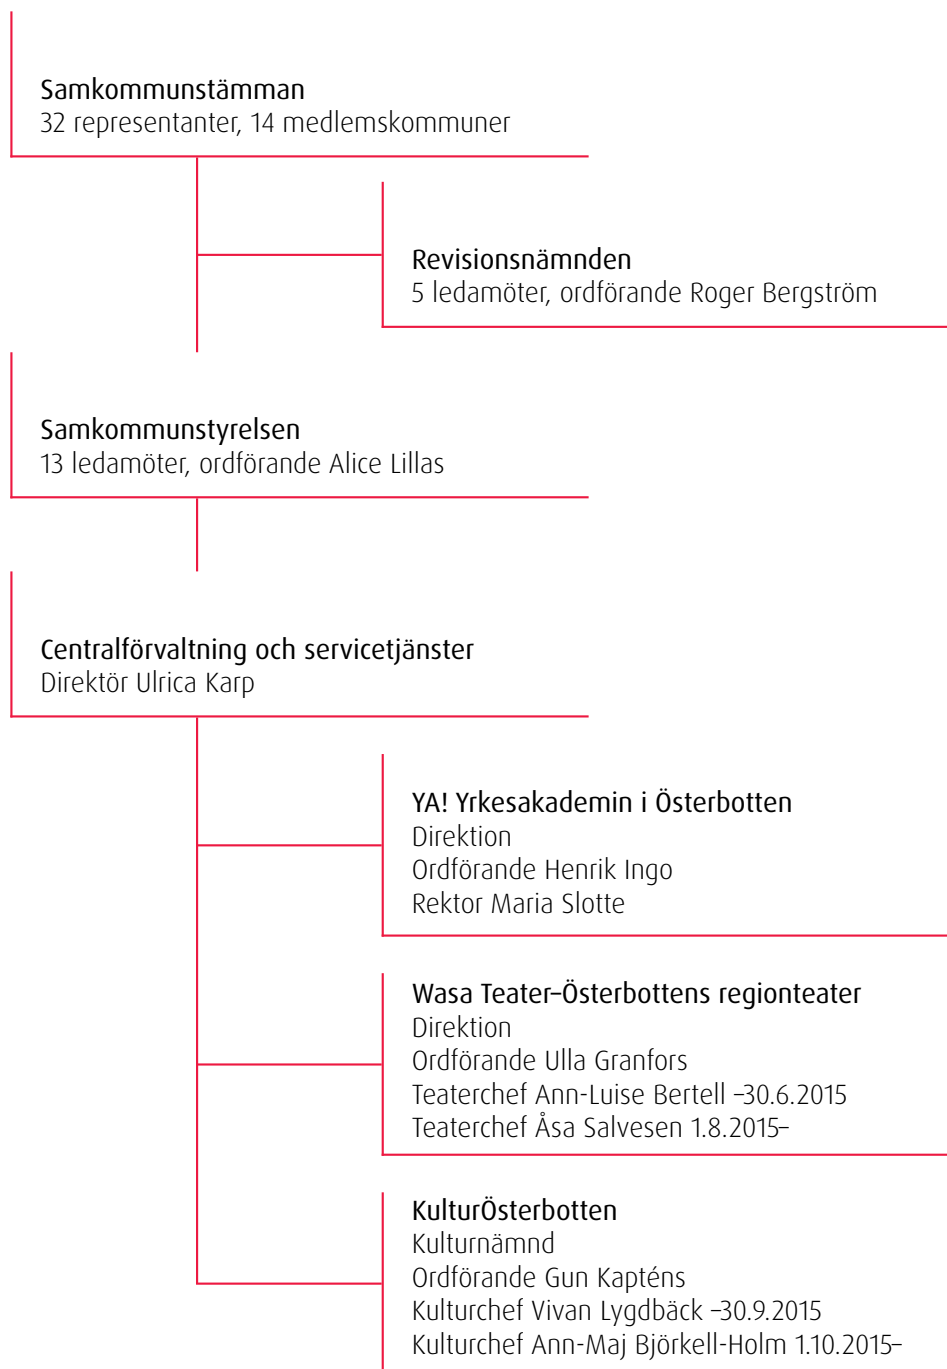 Samkommunstämman
32 representanter, 14 medlemskommuner
Revisionsnämnden
5 ledamöter, ordförande Roger Bergström
Samkommunstyrelsen
13 ledamöter, ordförande Alice Lillas
Centralförvaltning och servicetjänster
Direktör Ulrica Karp
YA! Yrkesakademin i Österbotten
Direktion
Ordförande Henrik Ingo
Rektor Maria Slotte
Wasa Teater–Österbottens regionteater
Direktion
Ordförande Ulla Granfors
Teaterchef Ann-Luise Bertell –30.6.2015
Teaterchef Åsa Salvesen 1.8.2015–
KulturÖsterbotten
Kulturnämnd
Ordförande Gun Kapténs
Kulturchef Vivan Lygdbäck –30.9.2015
Kulturchef Ann-Maj Björkell-Holm 1.10.2015–